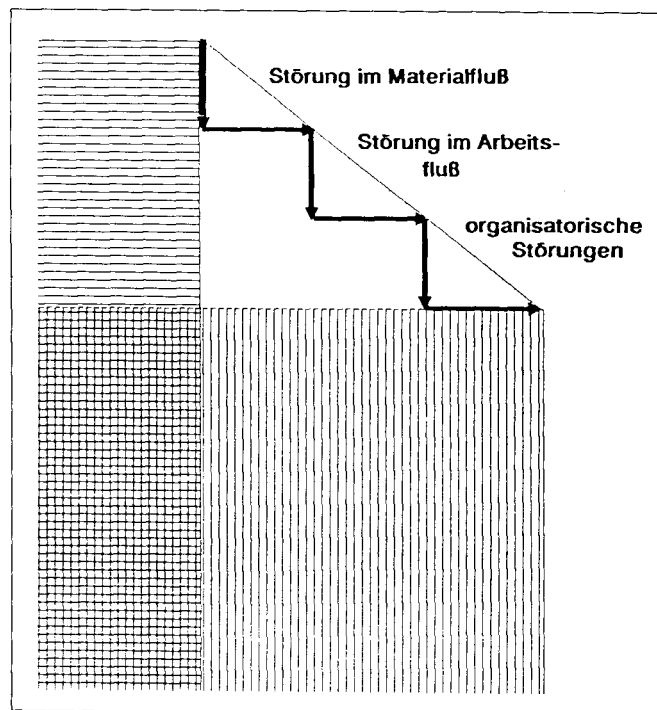 Störung im Materialfluß
Störung im Arbeits-
fluß
organisatorische
Störungen